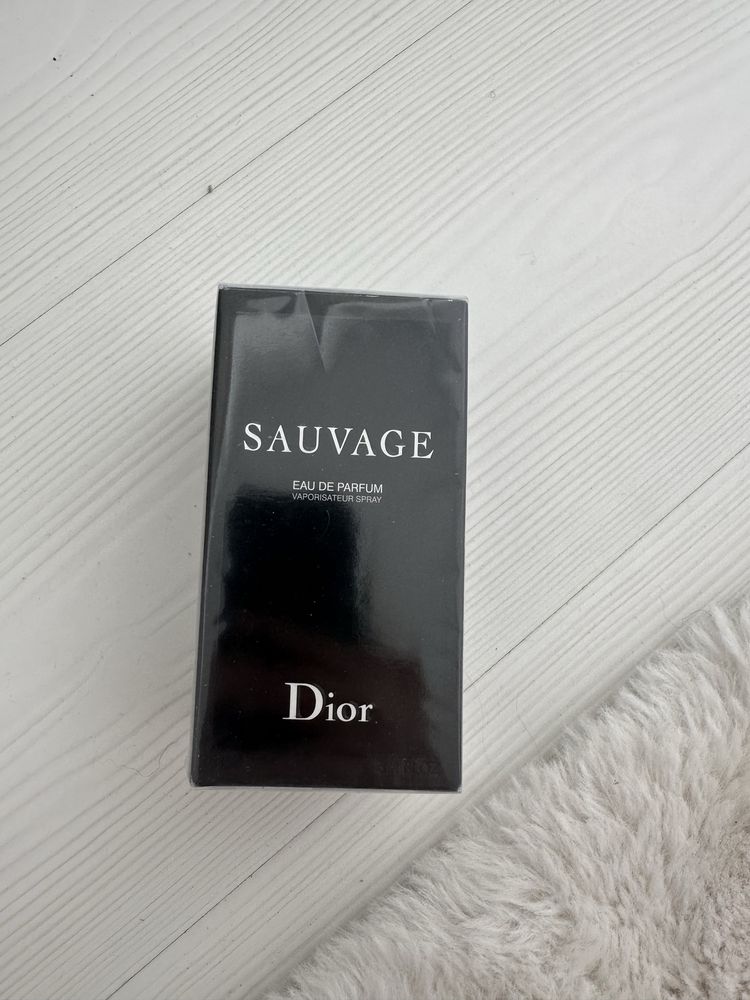 SAUVAGE
EAU DE PARFUM
VAPORISATEUR SPRAY
Dior